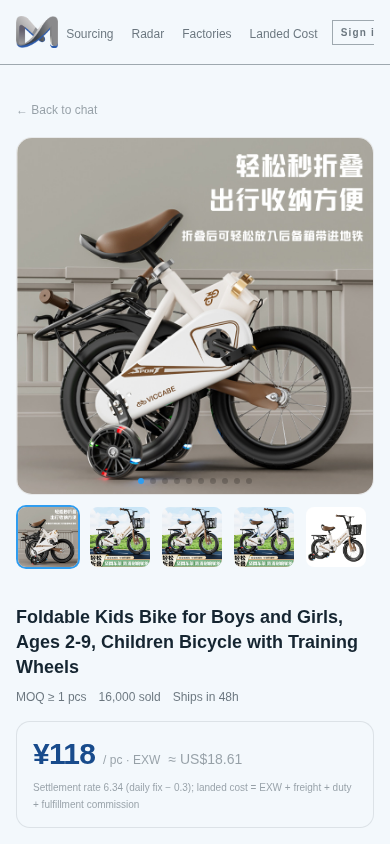 Sourcing Radar Factories Landed Cost Sign i
← Back to chat
轻松秒折叠
出行收纳方便
折叠后可轻松放入后备箱带进地铁
SPORT
VICCABE
Foldable Kids Bike for Boys and Girls,
Ages 2-9, Children Bicycle with Training
Wheels
MOQ ≥ 1 pcs 16,000 sold Ships in 48h
¥118 / pc · EXW ≈ US$18.61
Settlement rate 6.34 (daily fix − 0.3); landed cost = EXW + freight + duty
+ fulfillment commission